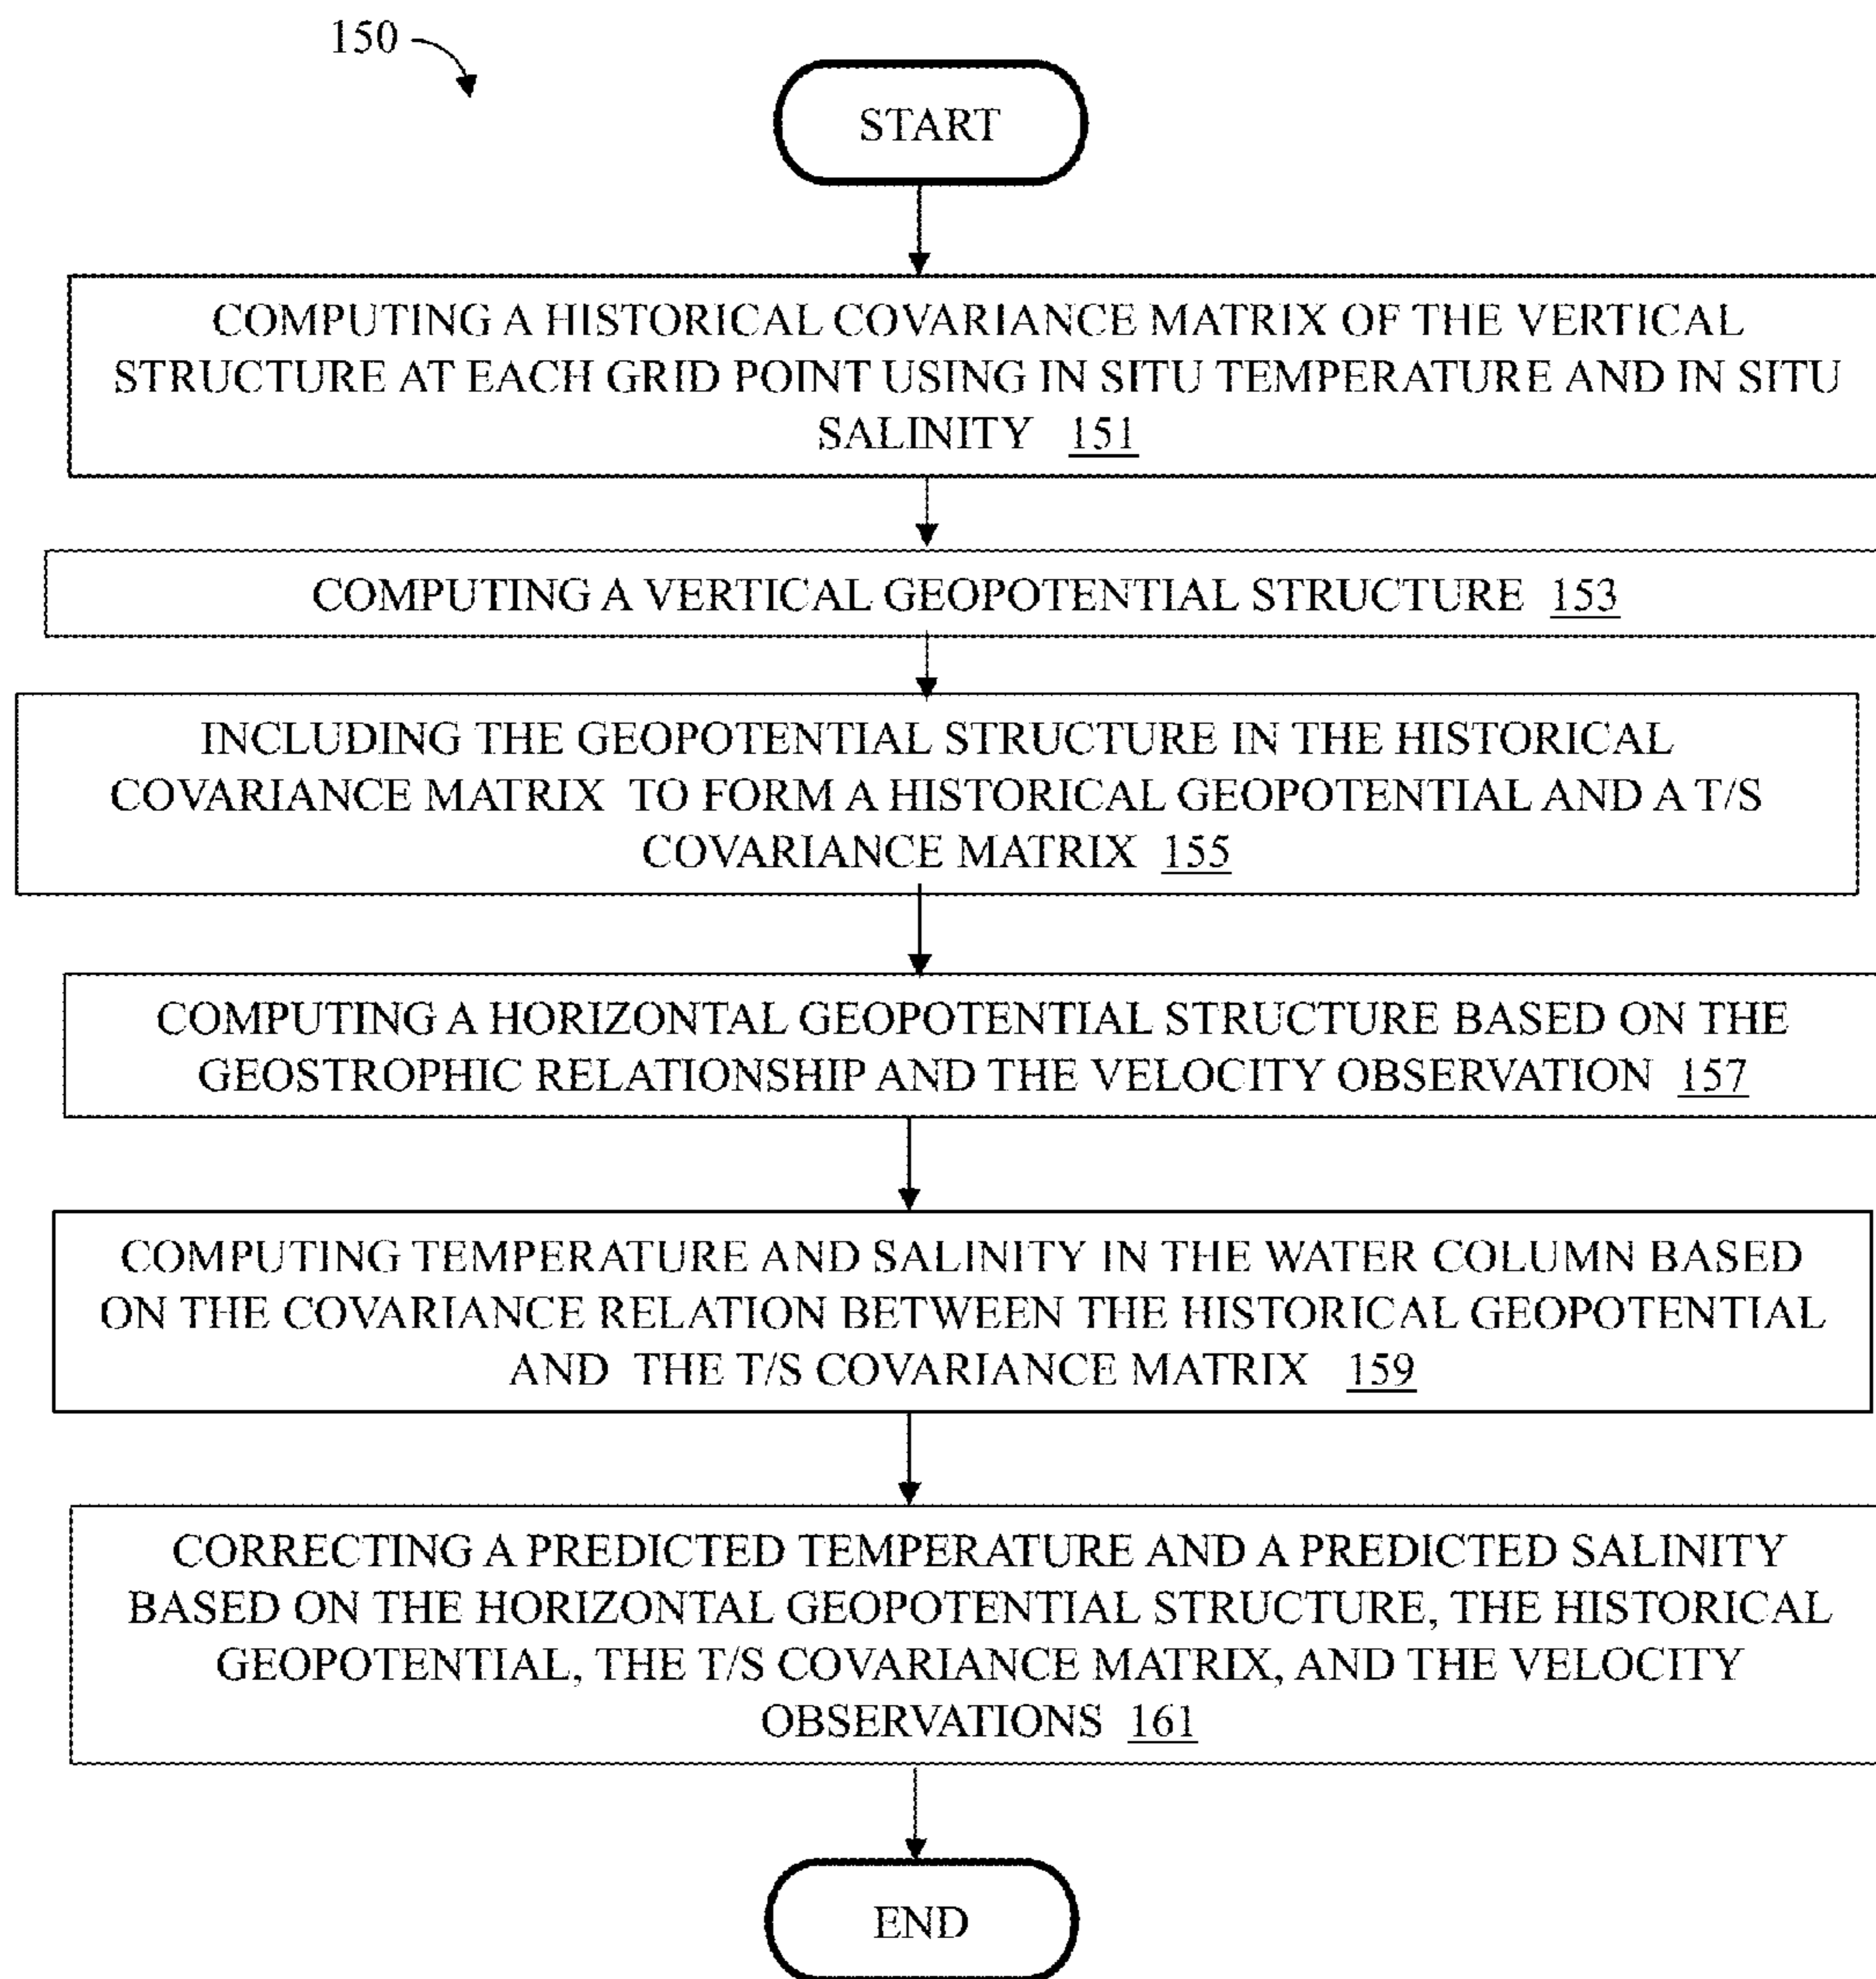 150
START
COMPUTING A HISTORICAL COVARIANCE MATRIX OF THE VERTICAL
STRUCTURE AT EACH GRID POINT USING IN SITU TEMPERATURE AND IN SITU
SALINITY 151
COMPUTING A VERTICAL GEOPOTENTIAL STRUCTURE 153
INCLUDING THE GEOPOTENTIAL STRUCTURE IN THE HISTORICAL
COVARIANCE MATRIX TO FORM A HISTORICAL GEOPOTENTIAL AND A T/S
COVARIANCE MATRIX 155
COMPUTING A HORIZONTAL GEOPOTENTIAL STRUCTURE BASED ON THE
GEOSTROPHIC RELATIONSHIP AND THE VELOCITY OBSERVATION 157
COMPUTING TEMPERATURE AND SALINITY IN THE WATER COLUMN BASED
ON THE COVARIANCE RELATION BETWEEN THE HISTORICAL GEOPOTENTIAL
AND THE T/S COVARIANCE MATRIX 159
CORRECTING A PREDICTED TEMPERATURE AND A PREDICTED SALINITY
BASED ON THE HORIZONTAL GEOPOTENTIAL STRUCTURE, THE HISTORICAL
GEOPOTENTIAL, THE T/S COVARIANCE MATRIX, AND THE VELOCITY
OBSERVATIONS 161
END